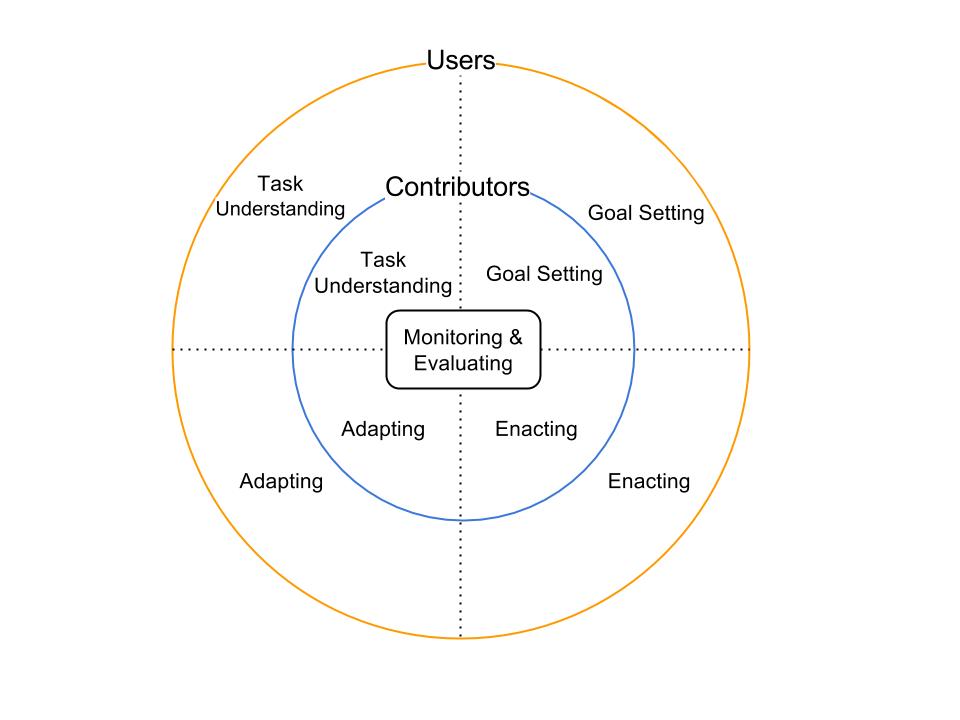 Users
Task
Understanding
Goal Setting
Contributors
Task
Understanding
Goal Setting
Monitoring &
Evaluating
Adapting
Enacting
Adapting
Enacting